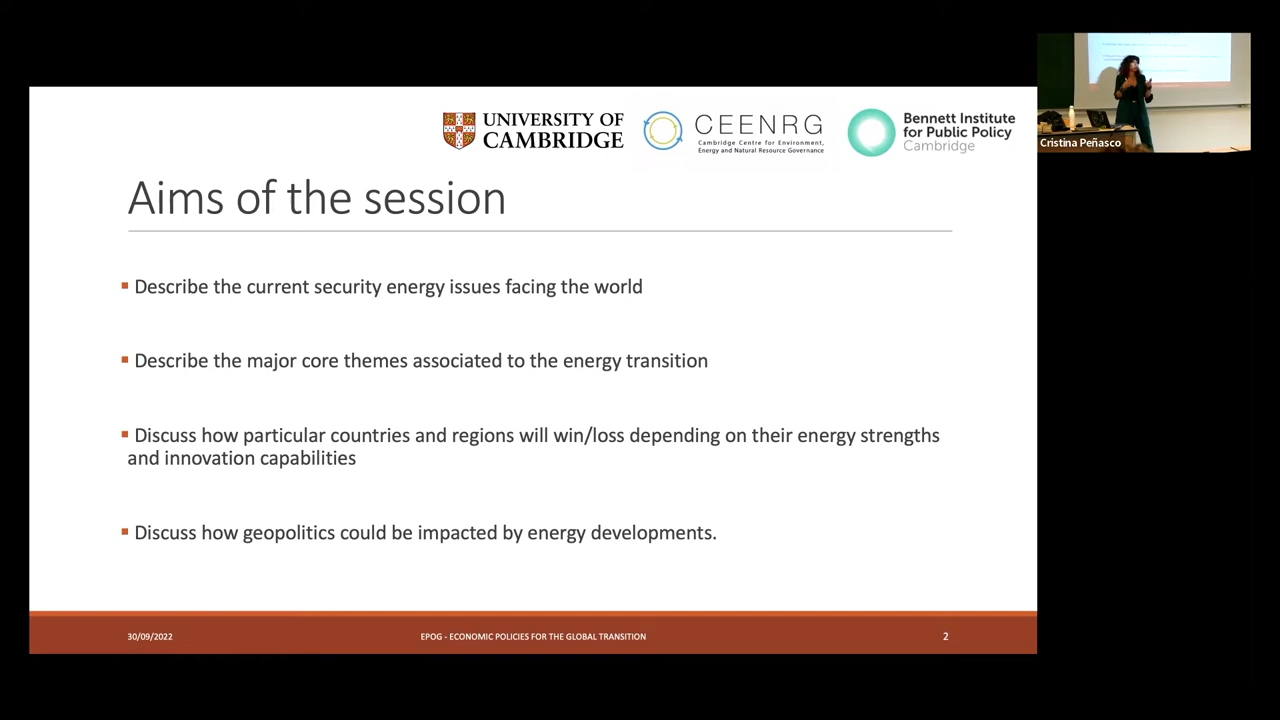 UNIVERSITY OF
CAMBRIDGE
CEENRG
Cambridge Centre for Environment,
Energy and Natural Resource Governance
Bennett Institute
for Public Policy
Cambridge
Cristina Peñasco
Aims of the session
▪ Describe the current security energy issues facing the world
▪ Describe the major core themes associated to the energy transition
▪ Discuss how particular countries and regions will win/loss depending on their energy strengths
and innovation capabilities
▪ Discuss how geopolitics could be impacted by energy developments.
30/09/2022
EPOG - ECONOMIC POLICIES FOR THE GLOBAL TRANSITION
2